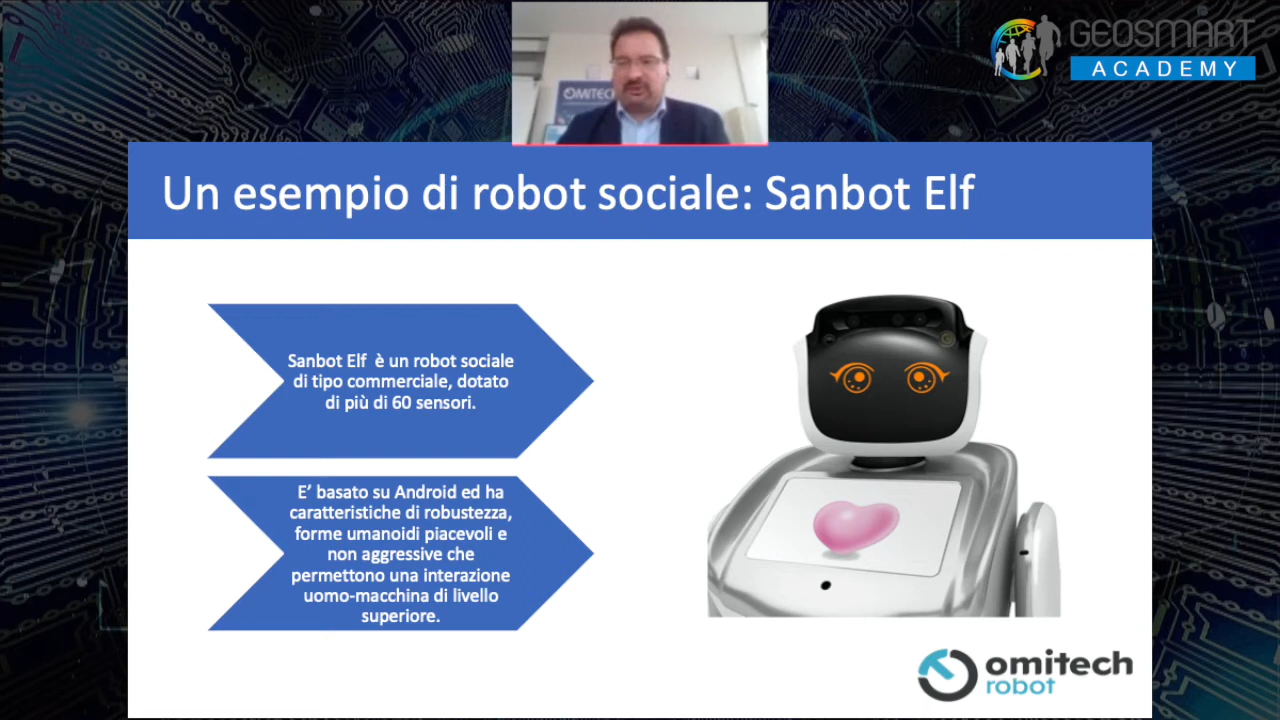 GEOSMART
ACADEMY
OMITECH
Un esempio di robot sociale: Sanbot Elf
Sanbot Elf è un robot sociale
di tipo commerciale, dotato
di più di 60 sensori.
E’ basato su Android ed ha
caratteristiche di robustezza,
forme umanoidi piacevoli e
non aggressive che
permettono una interazione
uomo-macchina di livello
superiore.
omitech
robot